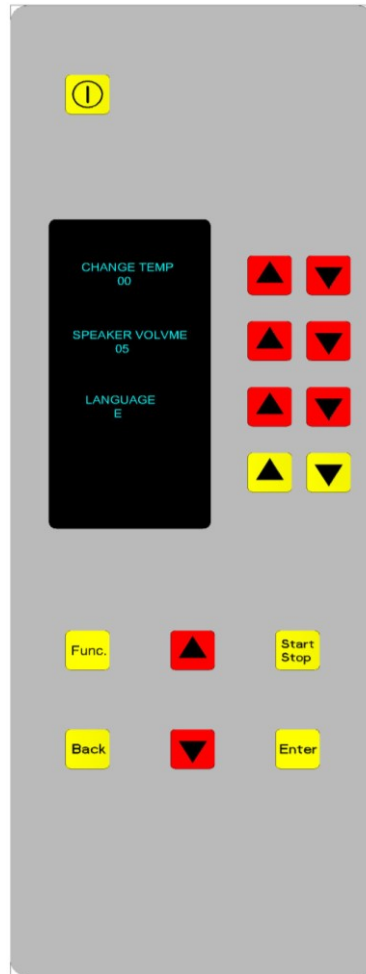 CHANGE TEMP
00
SPEAKER VOLVME
05
LANGUAGE
E
Func.
Start
Stop
Back
Enter